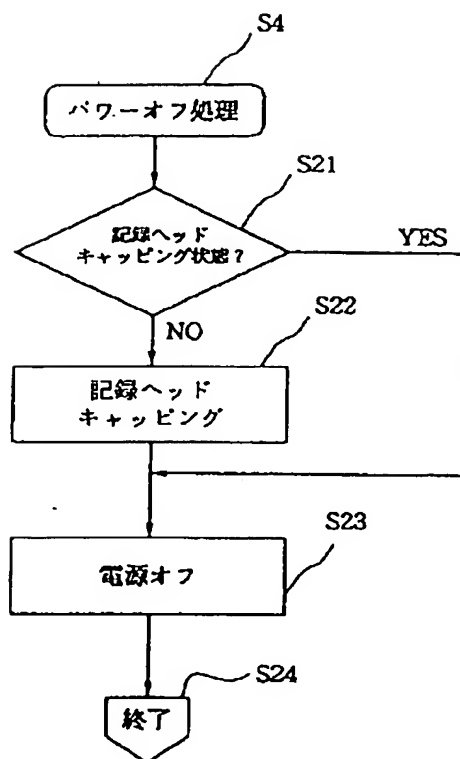 S4
パワーオフ処理
S21
記録ヘッド
キャッピング状態？
YES
NO
S22
記録ヘッド
キャッピング
S23
電源オフ
S24
終了